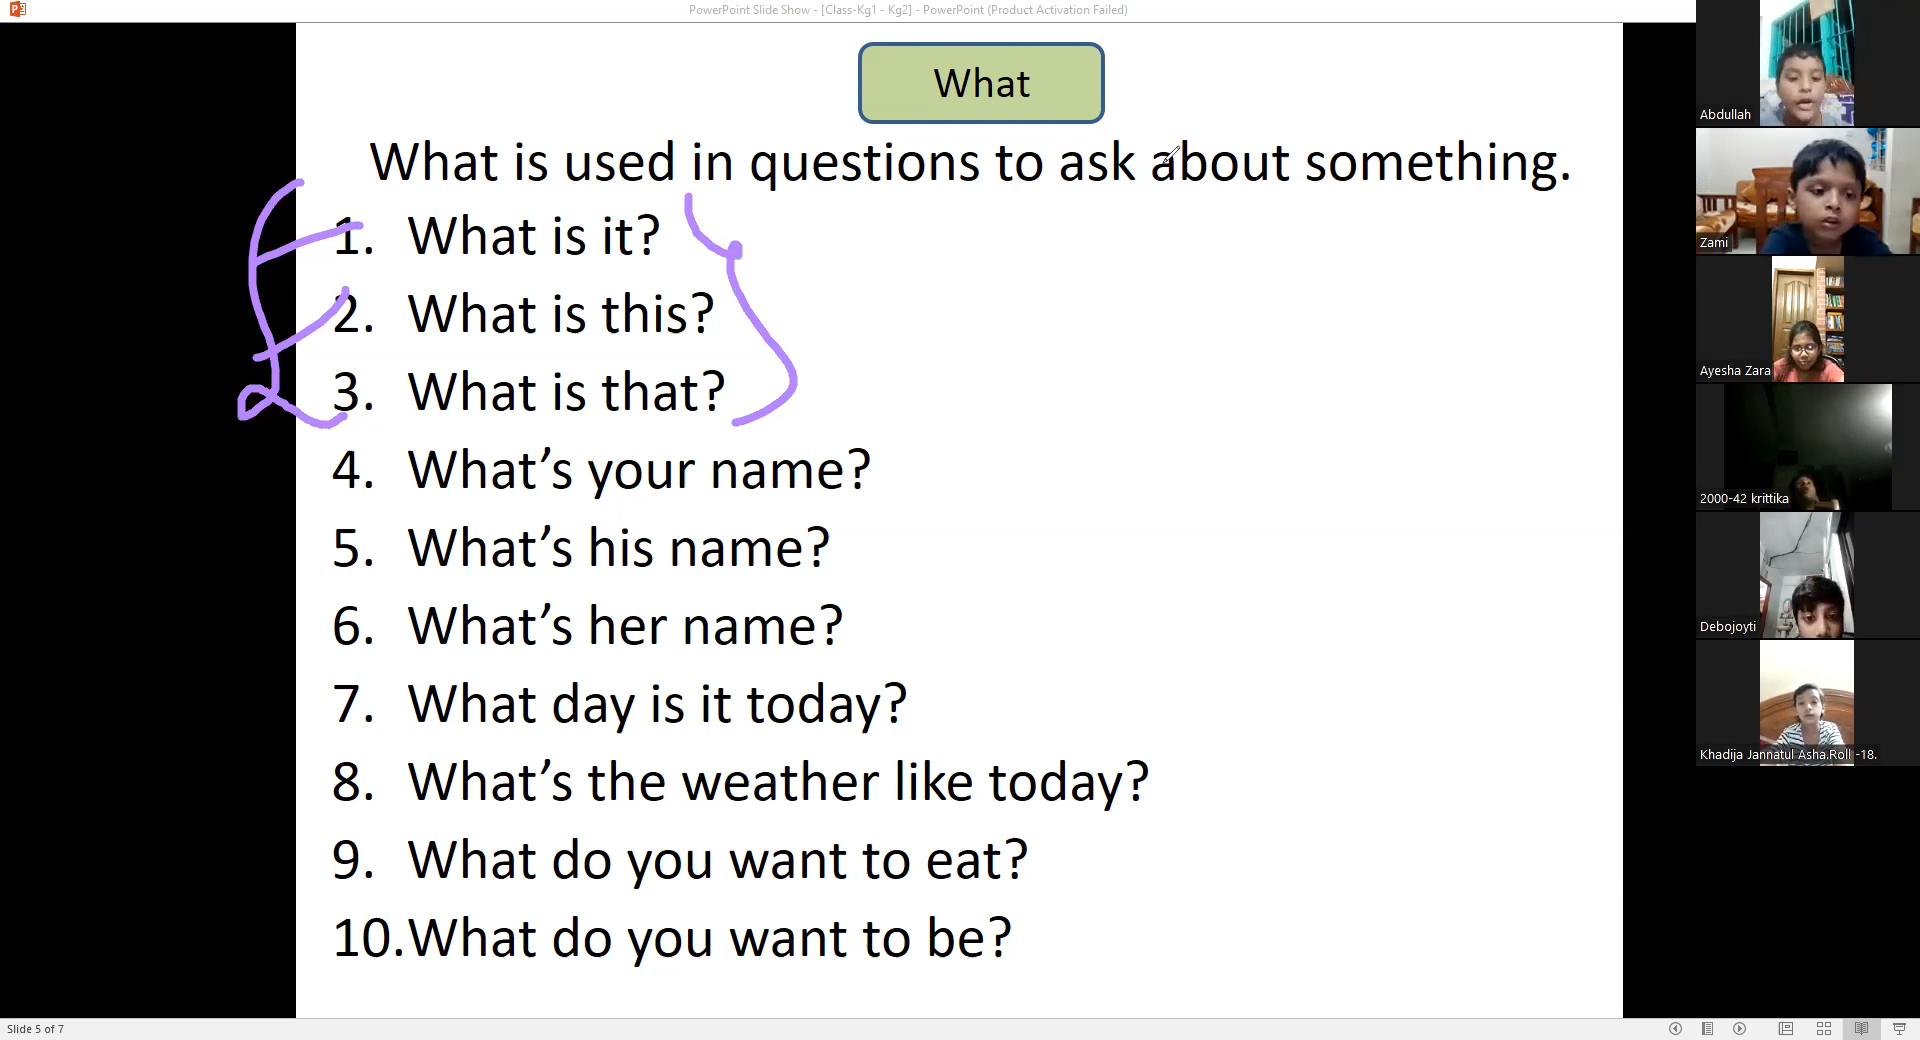 PowerPoint Slide Show - [Class-Kg1 - Kg2] - PowerPoint (Product Activation Failed)
What
What is used in questions to ask about something.
1. What is it?
2. What is this?
3. What is that?
4. What’s your name?
5. What’s his name?
6. What’s her name?
7. What day is it today?
8. What’s the weather like today?
9. What do you want to eat?
10. What do you want to be?
Abdullah
Zami
Ayesha Zara
2000-42 krittika
Debojoyti
Khadija Jannatul Asha.Roll -18.
Slide 5 of 7